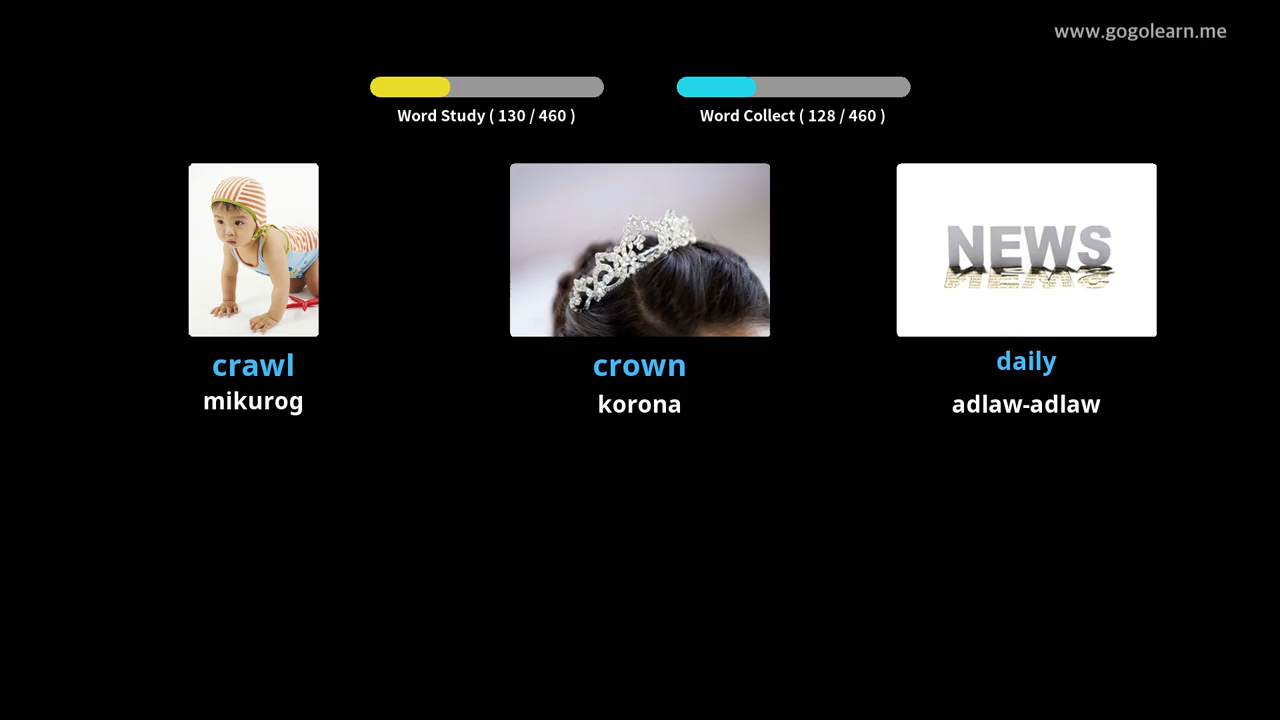 www.gogolearn.me
Word Study ( 130 / 460 )
Word Collect ( 128 / 460 )
NEWS
crawl
crown
daily
mikurog
korona
adlaw-adlaw